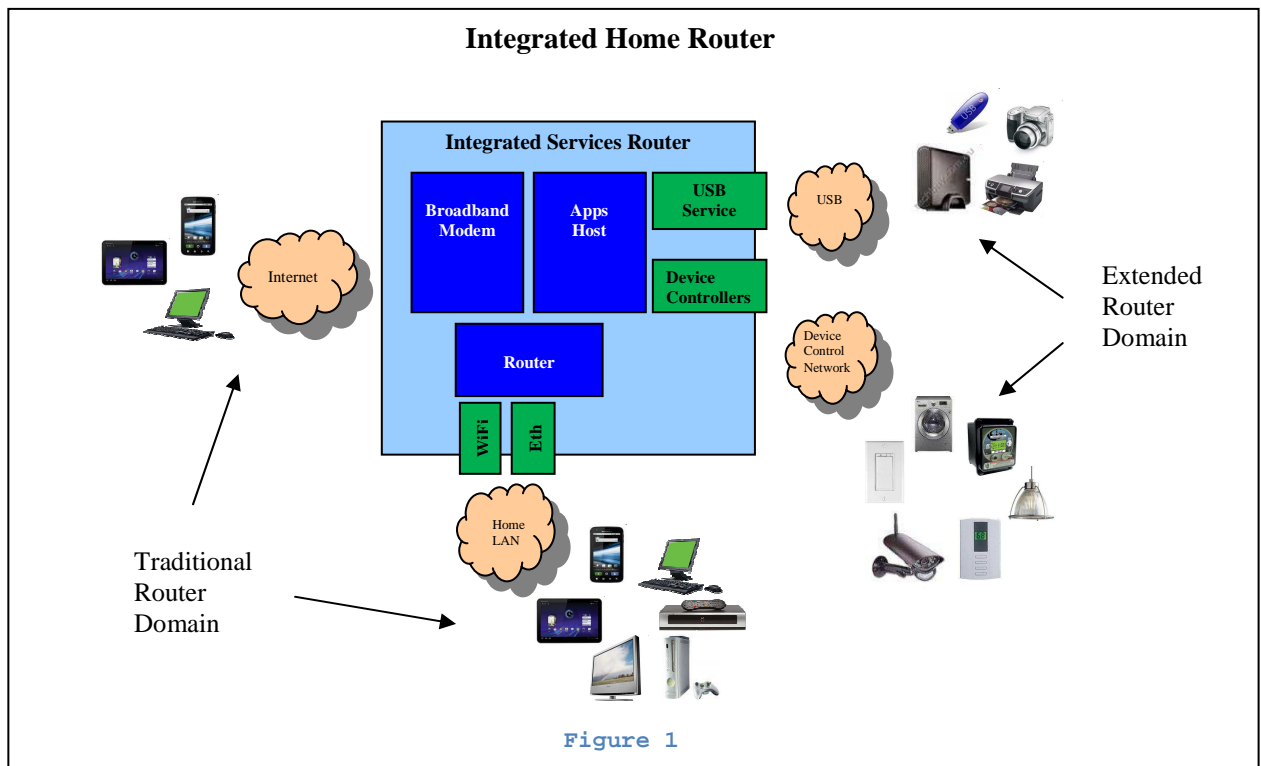 Integrated Home Router
Integrated Services Router
Broadband
Modem
Apps
Host
USB
Service
Device
Controllers
Router
WiFi
Eth
Internet
USB
Device
Control
Network
Home
LAN
Extended
Router
Domain
Traditional
Router
Domain
Figure 1